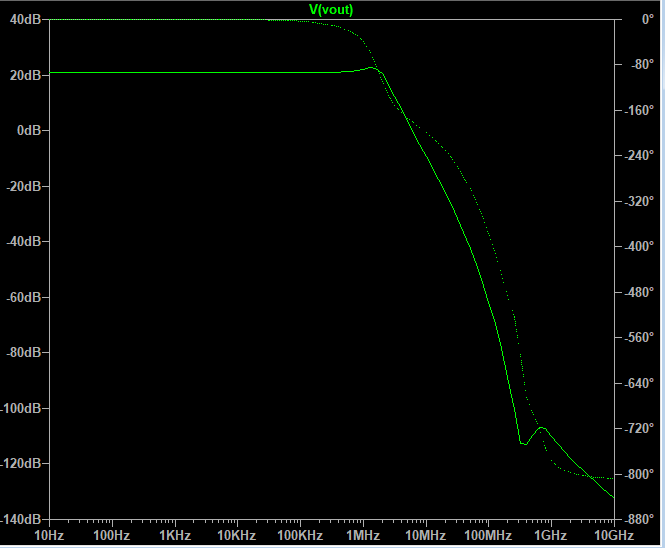 V(vout)
40dB
20dB
0dB
-20dB
-40dB
-60dB
-80dB
-100dB
-120dB
-140dB
0°
-80°
-160°
-240°
-320°
-400°
-480°
-560°
-640°
-720°
-800°
-880°
10Hz 100Hz 1KHz 10KHz 100KHz 1MHz 10MHz 100MHz 1GHz 10GHz